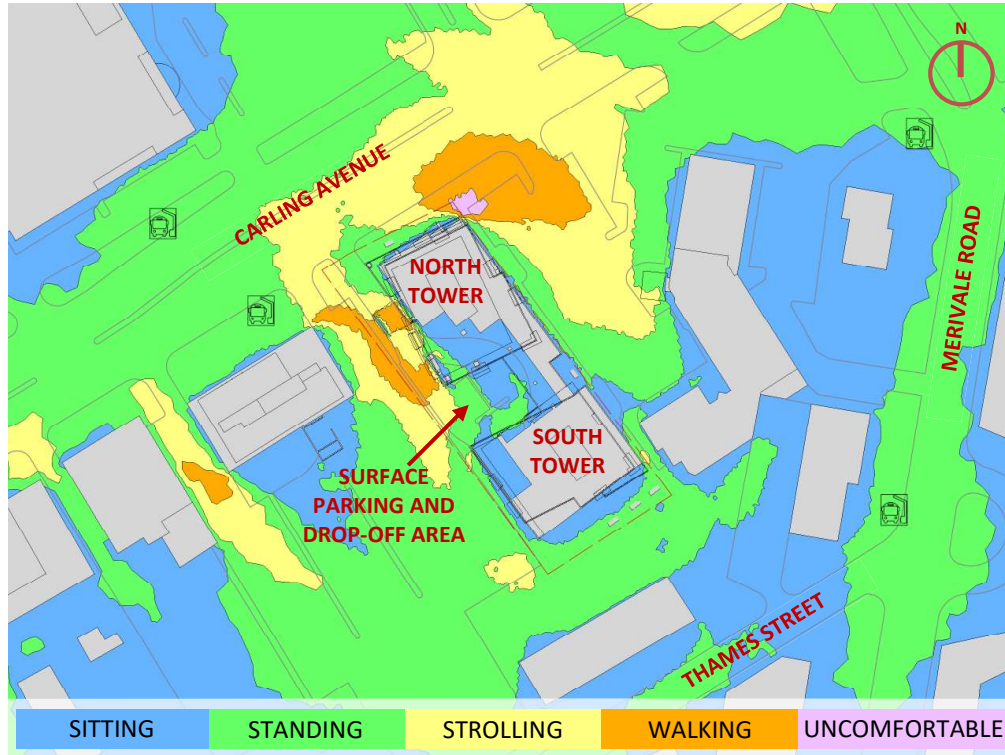 N
CARLING AVENUE
MERIVALE ROAD
NORTH
TOWER
SOUTH
TOWER
SURFACE
PARKING AND
DROP-OFF AREA
THAMES STREET
SITTING
STANDING
STROLLING
WALKING
UNCOMFORTABLE